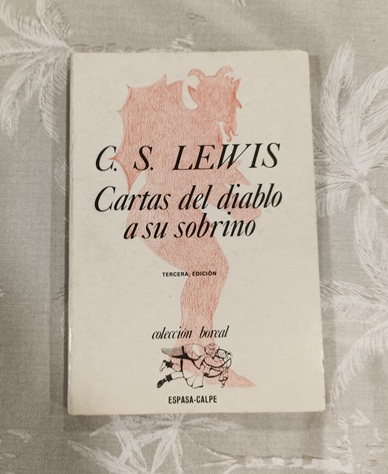 C. S. LEWIS
Cartas del diablo
a su sobrino
TERCERA EDICIÓN
colección boreal
ESPASA-CALPE